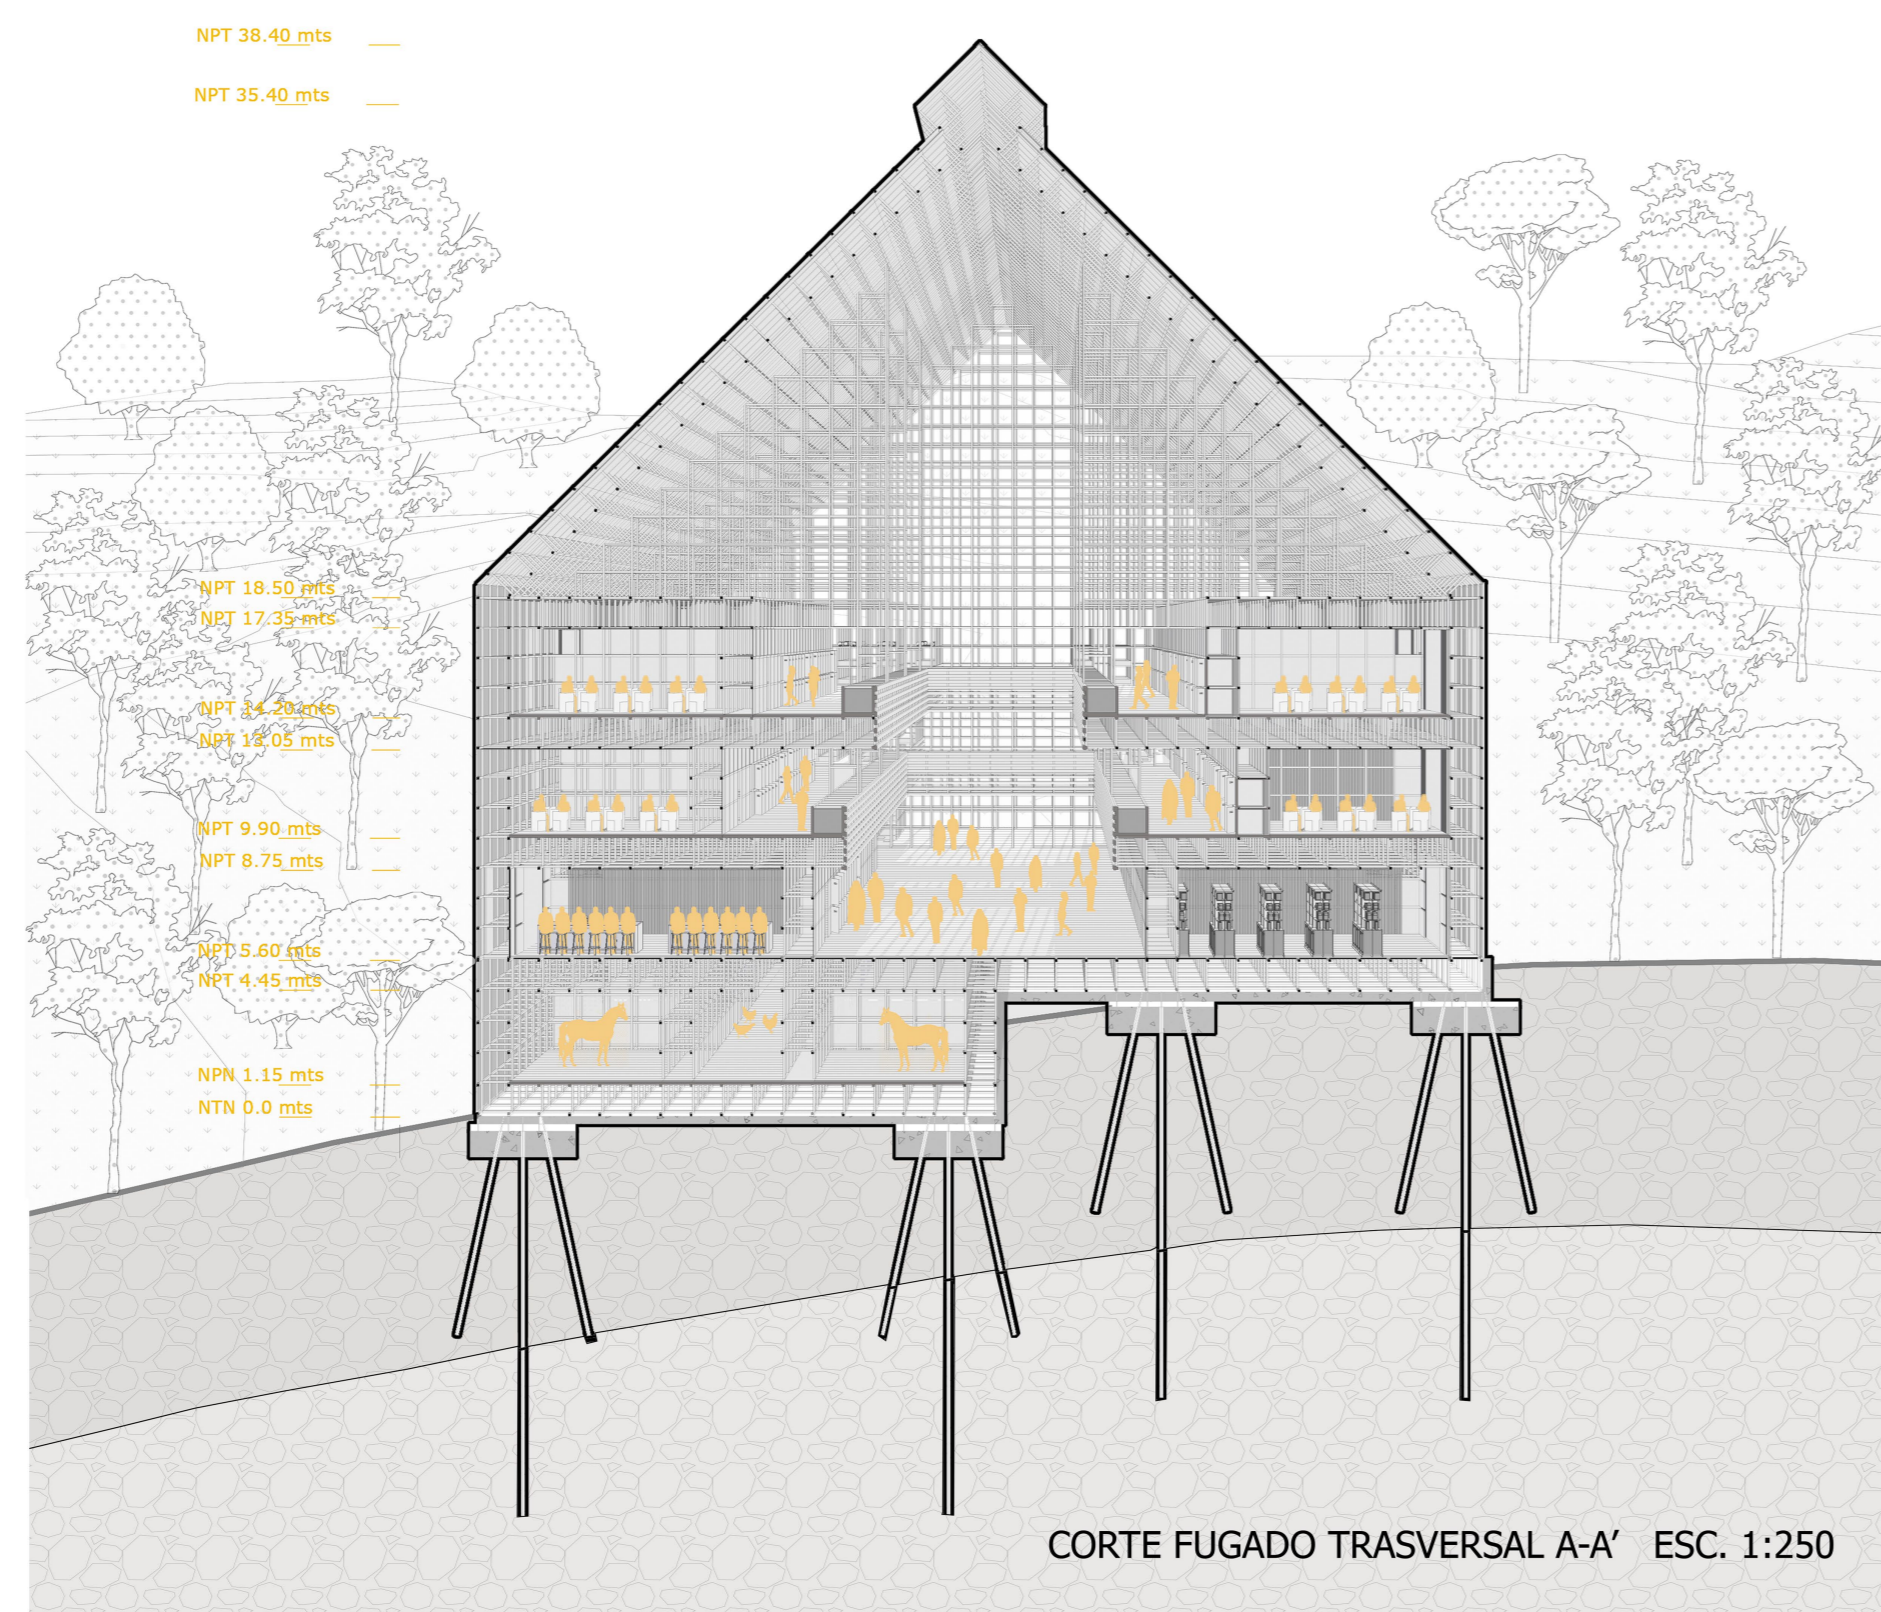 NPT 38.40 mts
NPT 35.40 mts
NPT 18.50 mts
NPT 17.35 mts
NPT 14.20 mts
NPT 13.05 mts
NPT 9.90 mts
NPT 8.75 mts
NPT 5.60 mts
NPT 4.45 mts
NPN 1.15 mts
NTN 0.0 mts
CORTE FUGADO TRASVERSAL A-A' ESC. 1:250